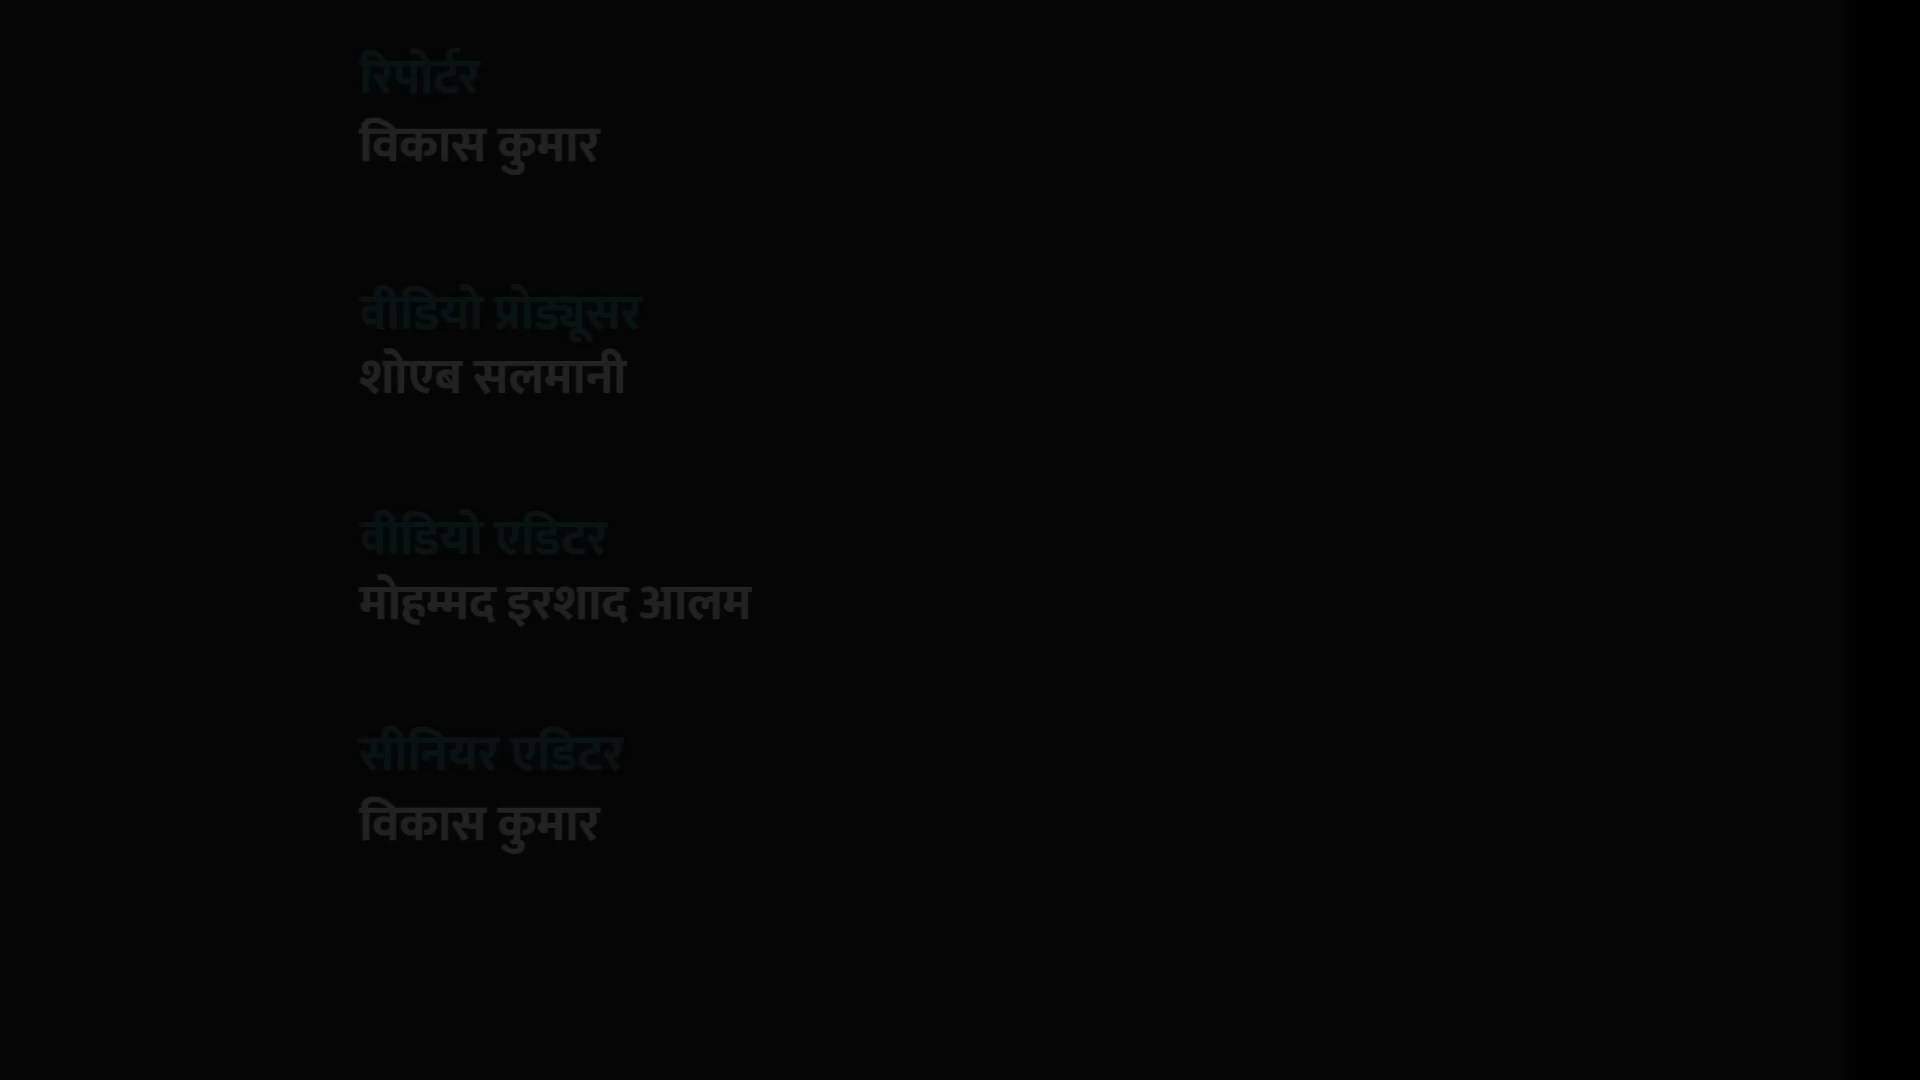 रिपोर्टर
विकास कुमार
वीडियो प्रोड्यूसर
शोएब सलमानी
वीडियो एडिटर
मोहम्मद इरशाद आलम
सीनियर एडिटर
विकास कुमार